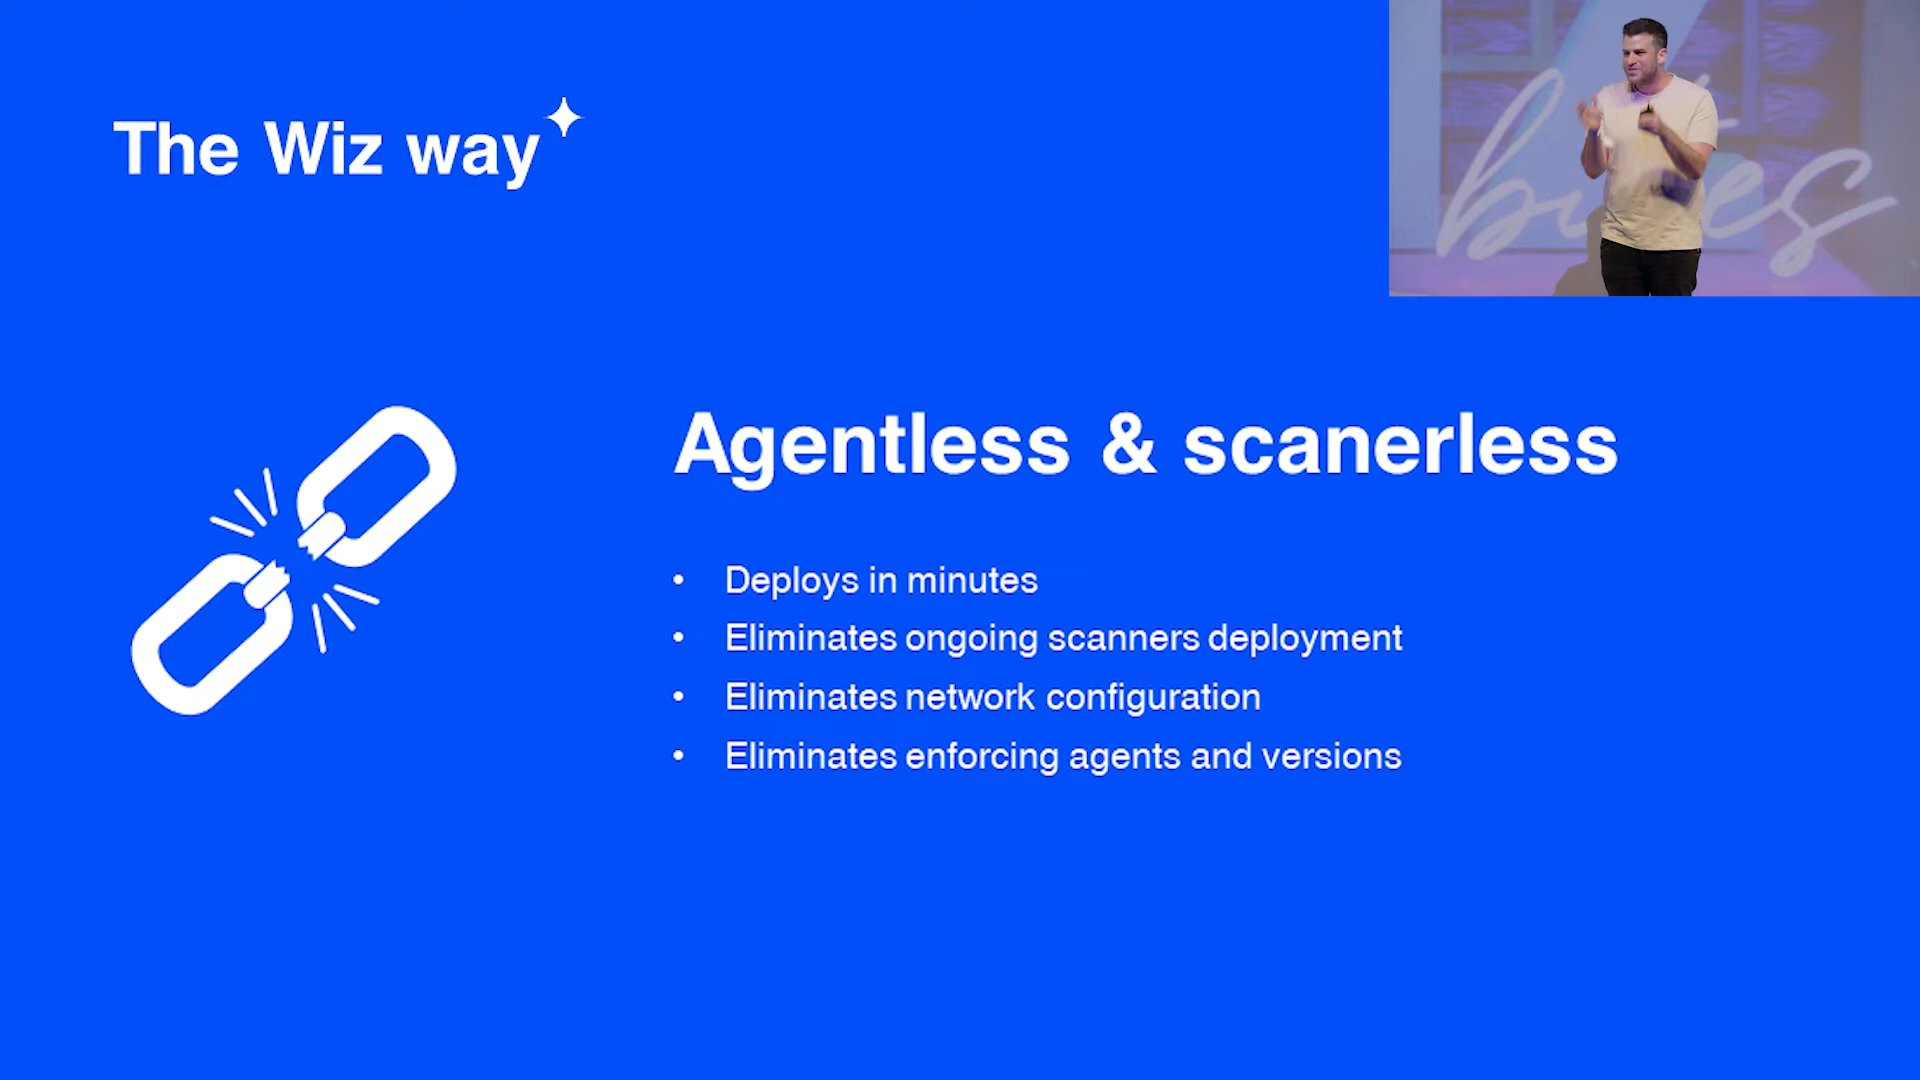 The Wiz way
Agentless & scanerless
• Deploys in minutes
• Eliminates ongoing scanners deployment
• Eliminates network configuration
• Eliminates enforcing agents and versions